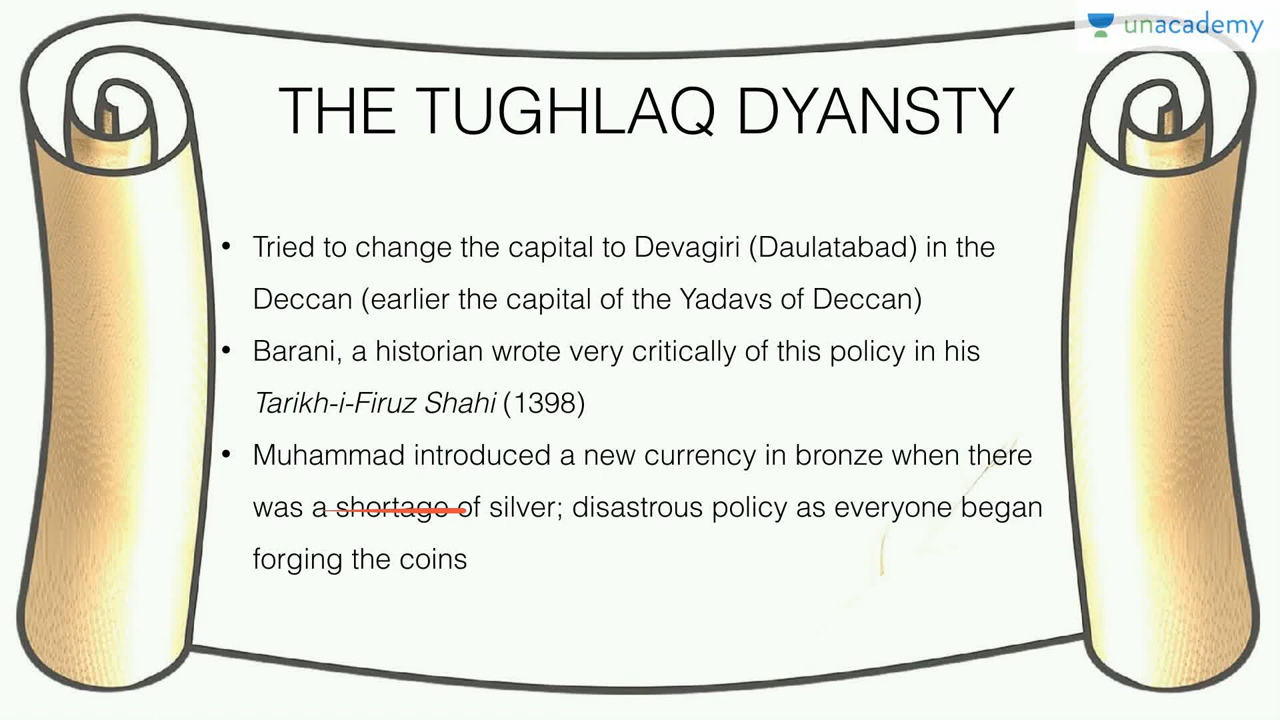 unacademy
THE TUGHLAQ DYANSTY
• Tried to change the capital to Devagiri (Daulatabad) in the
Deccan (earlier the capital of the Yadavs of Deccan)
• Barani, a historian wrote very critically of this policy in his
Tarikh-i-Firuz Shahi (1398)
• Muhammad introduced a new currency in bronze when there
was a shortage of silver; disastrous policy as everyone began
forging the coins